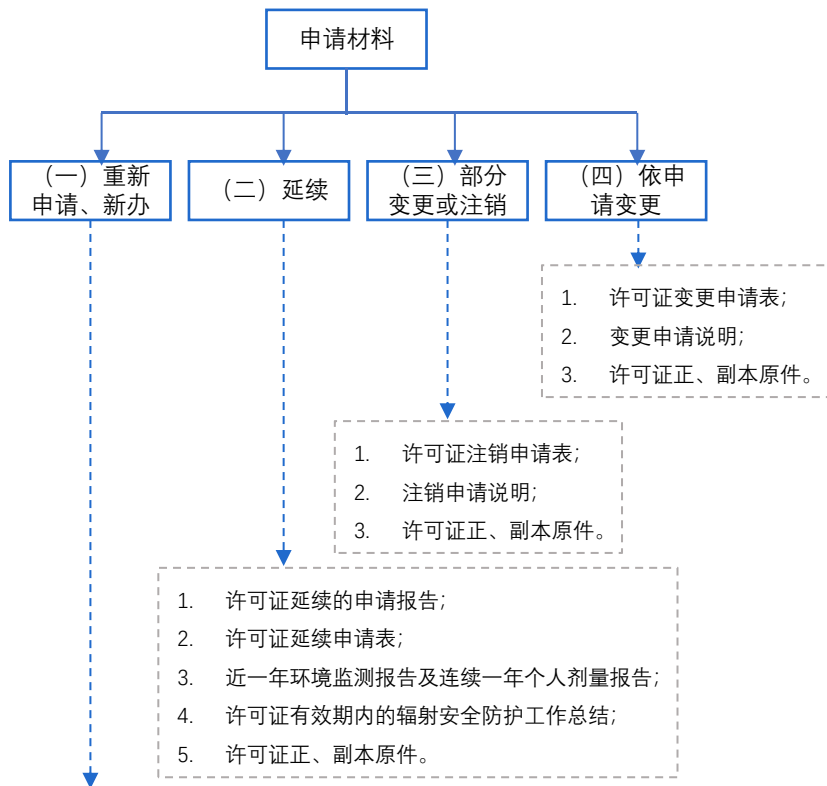 申请材料
（一）重新
申请、新办
（二）延续
（三）部分
变更或注销
（四）依申
请变更
1. 许可证变更申请表；
2. 变更申请说明；
3. 许可证正、副本原件。
1. 许可证注销申请表；
2. 注销申请说明；
3. 许可证正、副本原件。
1. 许可证延续的申请报告；
2. 许可证延续申请表；
3. 近一年环境监测报告及连续一年个人剂量报告；
4. 许可证有效期内的辐射安全防护工作总结；
5. 许可证正、副本原件。